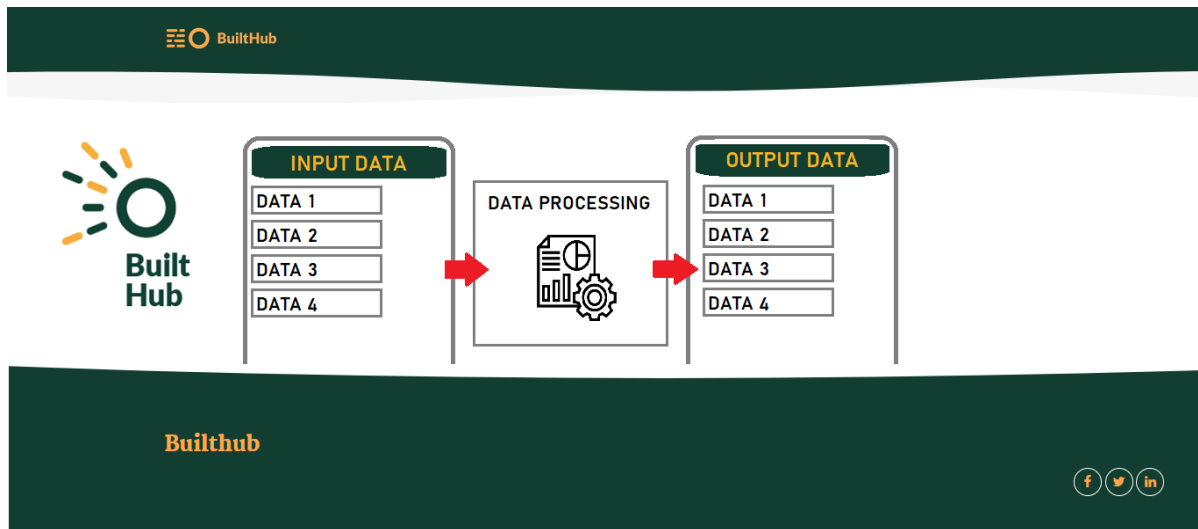 BuiltHub
Built
Hub
INPUT DATA
DATA 1
DATA 2
DATA 3
DATA 4
DATA PROCESSING
OUTPUT DATA
DATA 1
DATA 2
DATA 3
DATA 4
Builthub
f
in